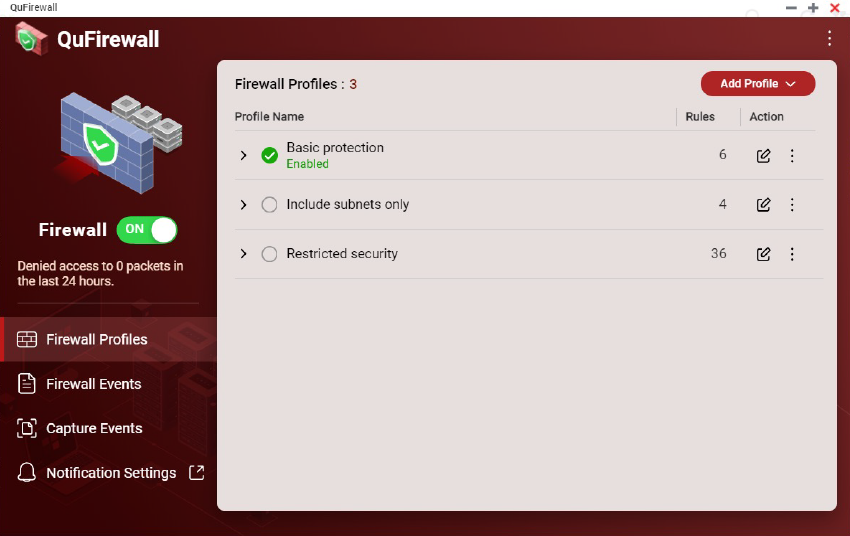 QuFirewall
QuFirewall
Firewall
ON
Denied access to 0 packets in
the last 24 hours.
Firewall Profiles
Firewall Events
Capture Events
Notification Settings
Firewall Profiles : 3
Add Profile
Profile Name Rules Action
Basic protection 6
Enabled
Include subnets only 4
Restricted security 36